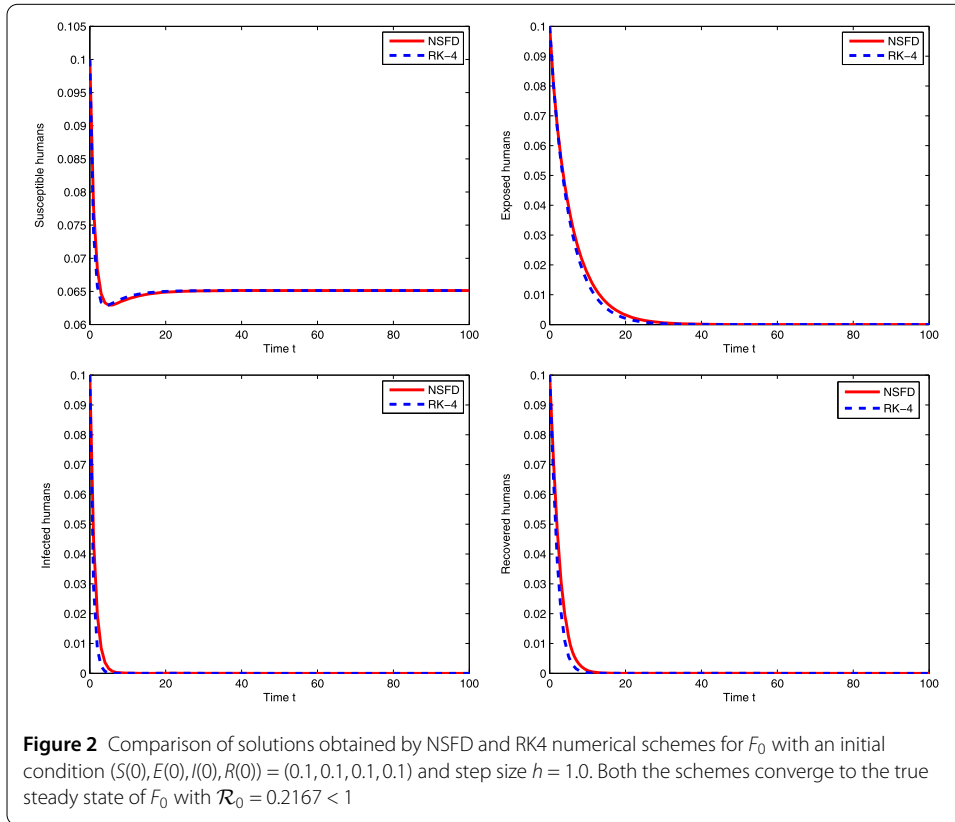 0.105
0.1
0.095
0.09
0.085
0.08
0.075
0.07
0.065
0.06
Susceptible humans
NSFD
RK−4
0 20 40 60 80 100
Time t
0.1
0.09
0.08
0.07
0.06
0.05
0.04
0.03
0.02
0.01
0
Exposed humans
NSFD
RK−4
0 20 40 60 80 100
Time t
0.1
0.09
0.08
0.07
0.06
0.05
0.04
0.03
0.02
0.01
0
Infected humans
NSFD
RK−4
0 20 40 60 80 100
Time t
0.1
0.09
0.08
0.07
0.06
0.05
0.04
0.03
0.02
0.01
0
Recovered humans
NSFD
RK−4
0 20 40 60 80 100
Time t
Figure 2 Comparison of solutions obtained by NSFD and RK4 numerical schemes for F₀ with an initial
condition (S(0), E(0), I(0), R(0)) = (0.1, 0.1, 0.1, 0.1) and step size h = 1.0. Both the schemes converge to the true
steady state of F₀ with 𝓡₀ = 0.2167 < 1